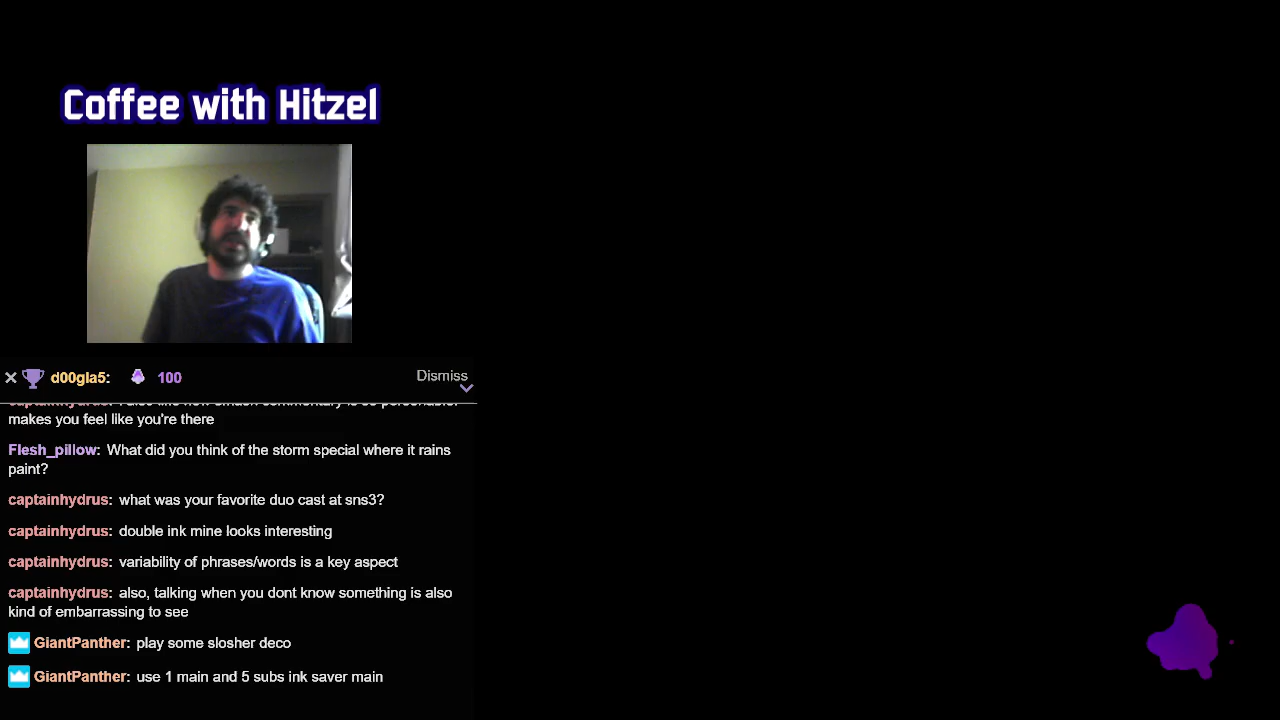 Coffee with Hitzel
d00gla5: 100 Dismiss
makes you feel like you're there
Flesh_pillow: What did you think of the storm special where it rains
paint?
captainhydrus: what was your favorite duo cast at sns3?
captainhydrus: double ink mine looks interesting
captainhydrus: variability of phrases/words is a key aspect
captainhydrus: also, talking when you dont know something is also
kind of embarrassing to see
GiantPanther: play some slosher deco
GiantPanther: use 1 main and 5 subs ink saver main